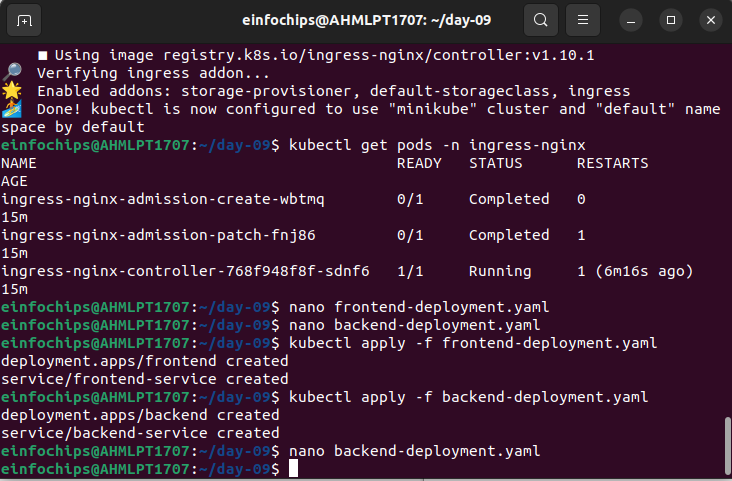 einfochips@AHMLPT1707: ~/day-09
■ Using image registry.k8s.io/ingress-nginx/controller:v1.10.1
🔎 Verifying ingress addon...
🌟 Enabled addons: storage-provisioner, default-storageclass, ingress
🏄 Done! kubectl is now configured to use "minikube" cluster and "default" name
space by default
einfochips@AHMLPT1707:~/day-09$ kubectl get pods -n ingress-nginx
NAME READY STATUS RESTARTS
AGE
ingress-nginx-admission-create-wbtmq 0/1 Completed 0
15m
ingress-nginx-admission-patch-fnj86 0/1 Completed 1
15m
ingress-nginx-controller-768f948f8f-sdnf6 1/1 Running 1 (6m16s ago)
15m
einfochips@AHMLPT1707:~/day-09$ nano frontend-deployment.yaml
einfochips@AHMLPT1707:~/day-09$ nano backend-deployment.yaml
einfochips@AHMLPT1707:~/day-09$ kubectl apply -f frontend-deployment.yaml
deployment.apps/frontend created
service/frontend-service created
einfochips@AHMLPT1707:~/day-09$ kubectl apply -f backend-deployment.yaml
deployment.apps/backend created
service/backend-service created
einfochips@AHMLPT1707:~/day-09$ nano backend-deployment.yaml
einfochips@AHMLPT1707:~/day-09$